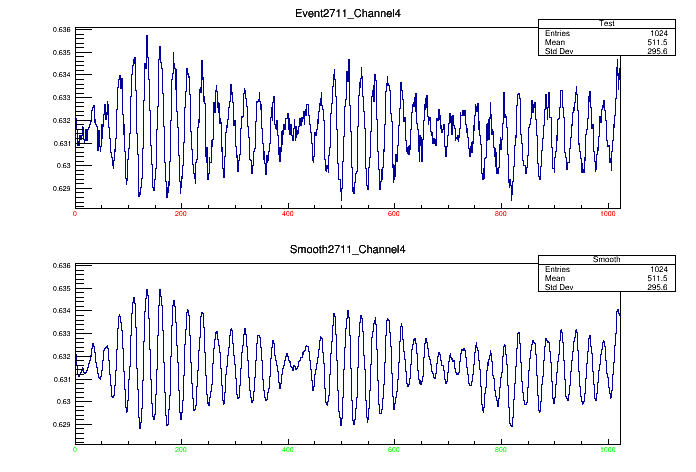 Event2711_Channel4
Test
Entries 1024
Mean 511.5
Std Dev 295.6
0.636
0.635
0.634
0.633
0.632
0.631
0.63
0.629
0 200 400 600 800 1000
Smooth2711_Channel4
Smooth
Entries 1024
Mean 511.5
Std Dev 295.6
0.636
0.635
0.634
0.633
0.632
0.631
0.63
0.629
0 200 400 600 800 1000